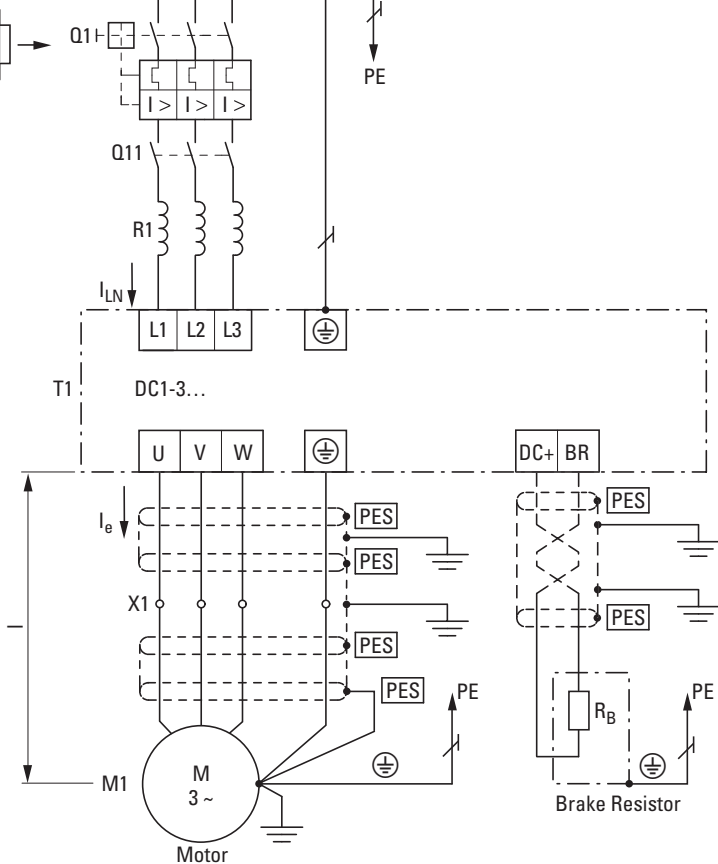 Q1
PE
I > I > I >
Q11
R1
I_LN
L1 L2 L3
T1
DC1-3…
U V W
DC+ BR
I_e
PES
PES
PES
PES
X1
l
PES
PES
PES PE
PE
R_B
M1
M
3 ~
Brake Resistor
Motor